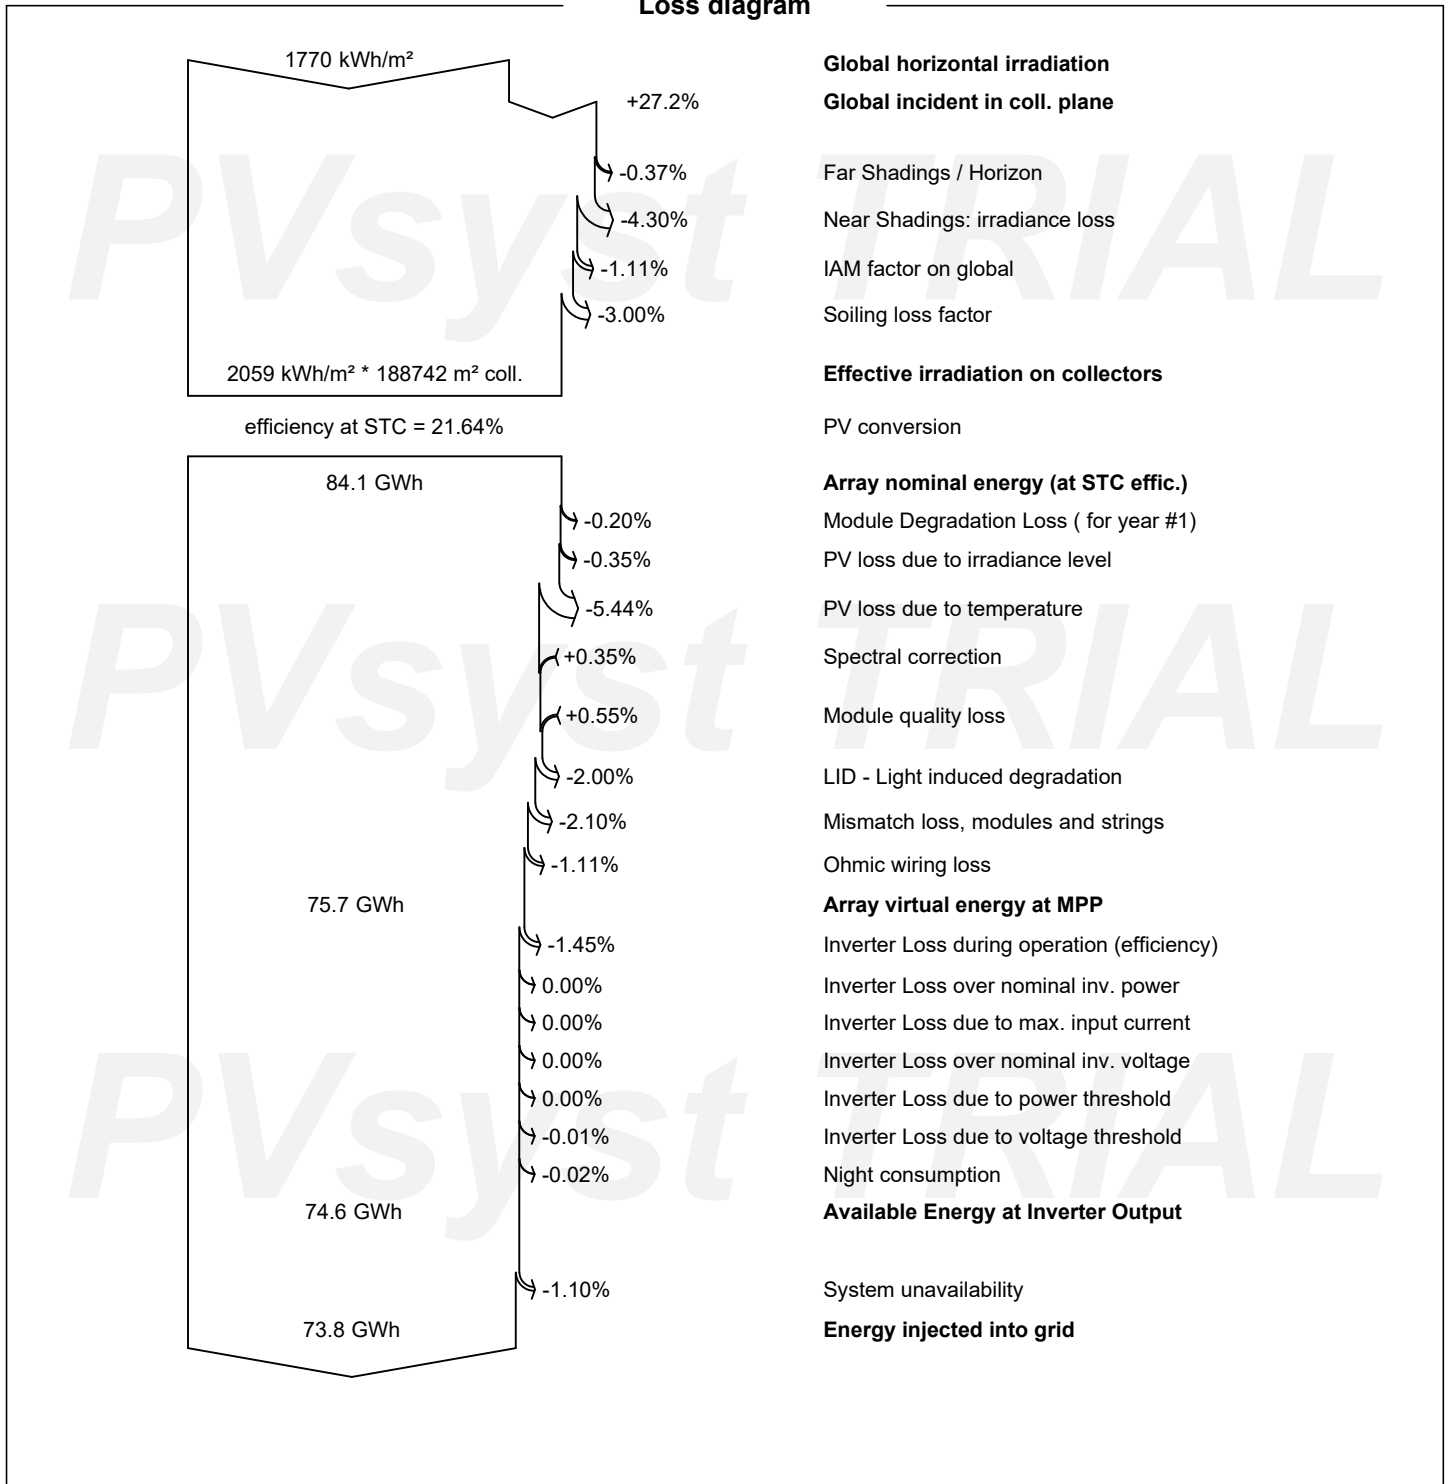 Loss diagram
1770 kWh/m² Global horizontal irradiation
+27.2% Global incident in coll. plane
-0.37% Far Shadings / Horizon
-4.30% Near Shadings: irradiance loss
-1.11% IAM factor on global
-3.00% Soiling loss factor
2059 kWh/m² * 188742 m² coll. Effective irradiation on collectors
efficiency at STC = 21.64% PV conversion
84.1 GWh Array nominal energy (at STC effic.)
-0.20% Module Degradation Loss ( for year #1)
-0.35% PV loss due to irradiance level
-5.44% PV loss due to temperature
+0.35% Spectral correction
+0.55% Module quality loss
-2.00% LID - Light induced degradation
-2.10% Mismatch loss, modules and strings
-1.11% Ohmic wiring loss
75.7 GWh Array virtual energy at MPP
-1.45% Inverter Loss during operation (efficiency)
0.00% Inverter Loss over nominal inv. power
0.00% Inverter Loss due to max. input current
0.00% Inverter Loss over nominal inv. voltage
0.00% Inverter Loss due to power threshold
-0.01% Inverter Loss due to voltage threshold
-0.02% Night consumption
74.6 GWh Available Energy at Inverter Output
-1.10% System unavailability
73.8 GWh Energy injected into grid
PVsyst TRIAL
PVsyst TRIAL
PVsyst TRIAL